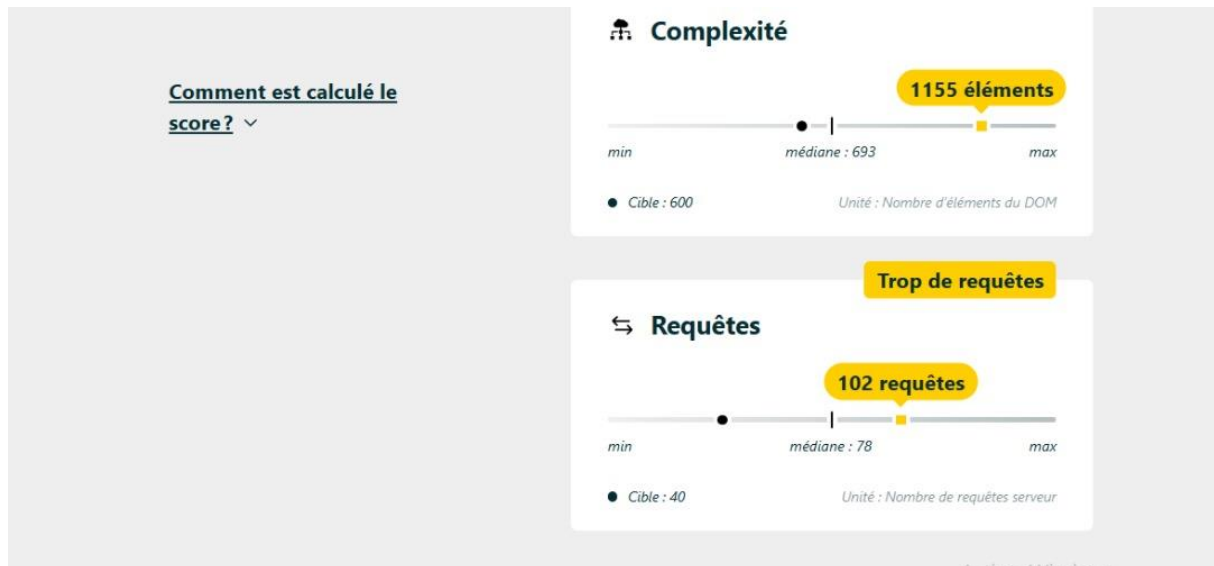 Complexité
Comment est calculé le
score ?
1155 éléments
min
médiane : 693
max
Cible : 600
Unité : Nombre d'éléments du DOM
Trop de requêtes
Requêtes
102 requêtes
min
médiane : 78
max
Cible : 40
Unité : Nombre de requêtes serveur